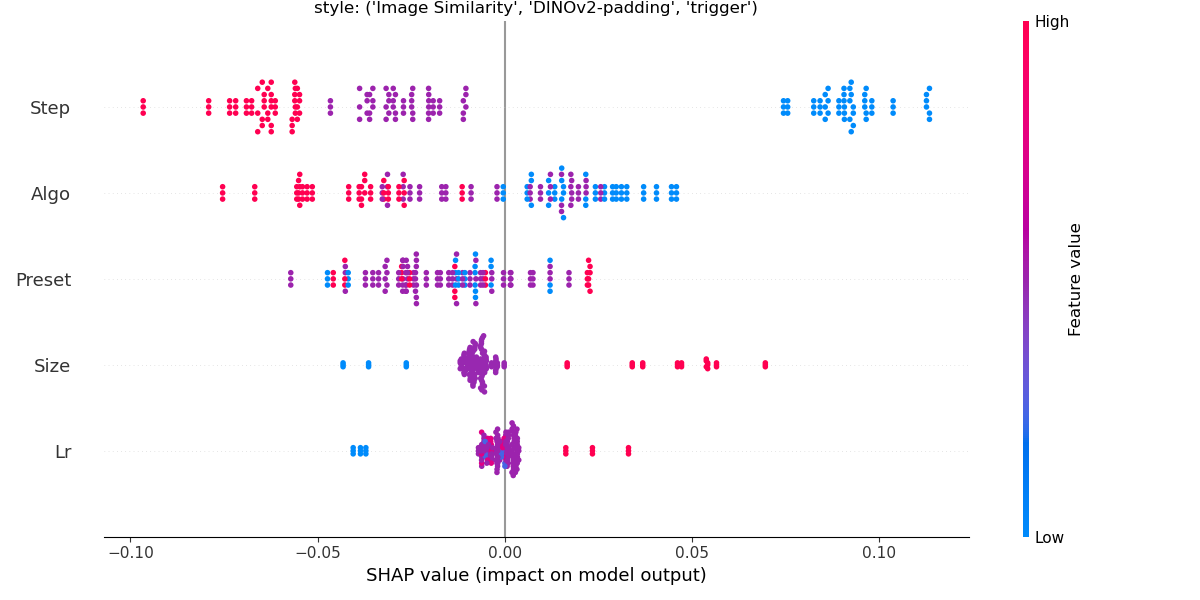 style: ('Image Similarity', 'DINOv2-padding', 'trigger')
High
Step
Algo
Preset
Size
Lr
Feature value
Low
−0.10
−0.05
0.00
0.05
0.10
SHAP value (impact on model output)